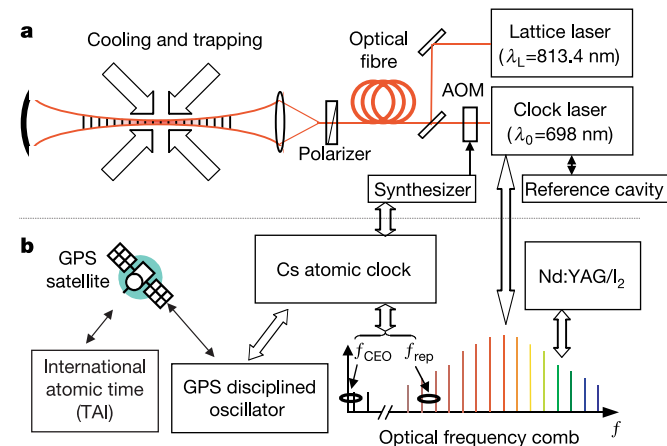 a
Cooling and trapping
Optical
fibre
Lattice laser
(λL=813.4 nm)
AOM
Clock laser
(λ0=698 nm)
Polarizer
Synthesizer
Reference cavity
b
GPS
satellite
Cs atomic clock
Nd:YAG/I2
International
atomic time
(TAI)
GPS disciplined
oscillator
fCEO
frep
f
Optical frequency comb